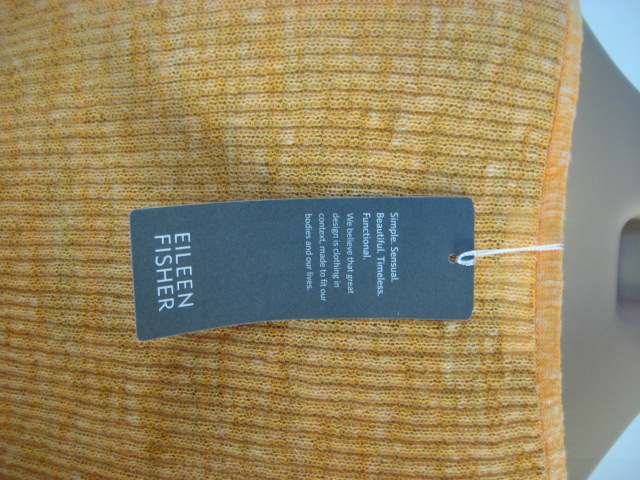 Simple. Sensual.
Beautiful. Timeless.
Functional.
We believe that great
design is clothing in
context, made to fit our
bodies and our lives.
EILEEN
FISHER